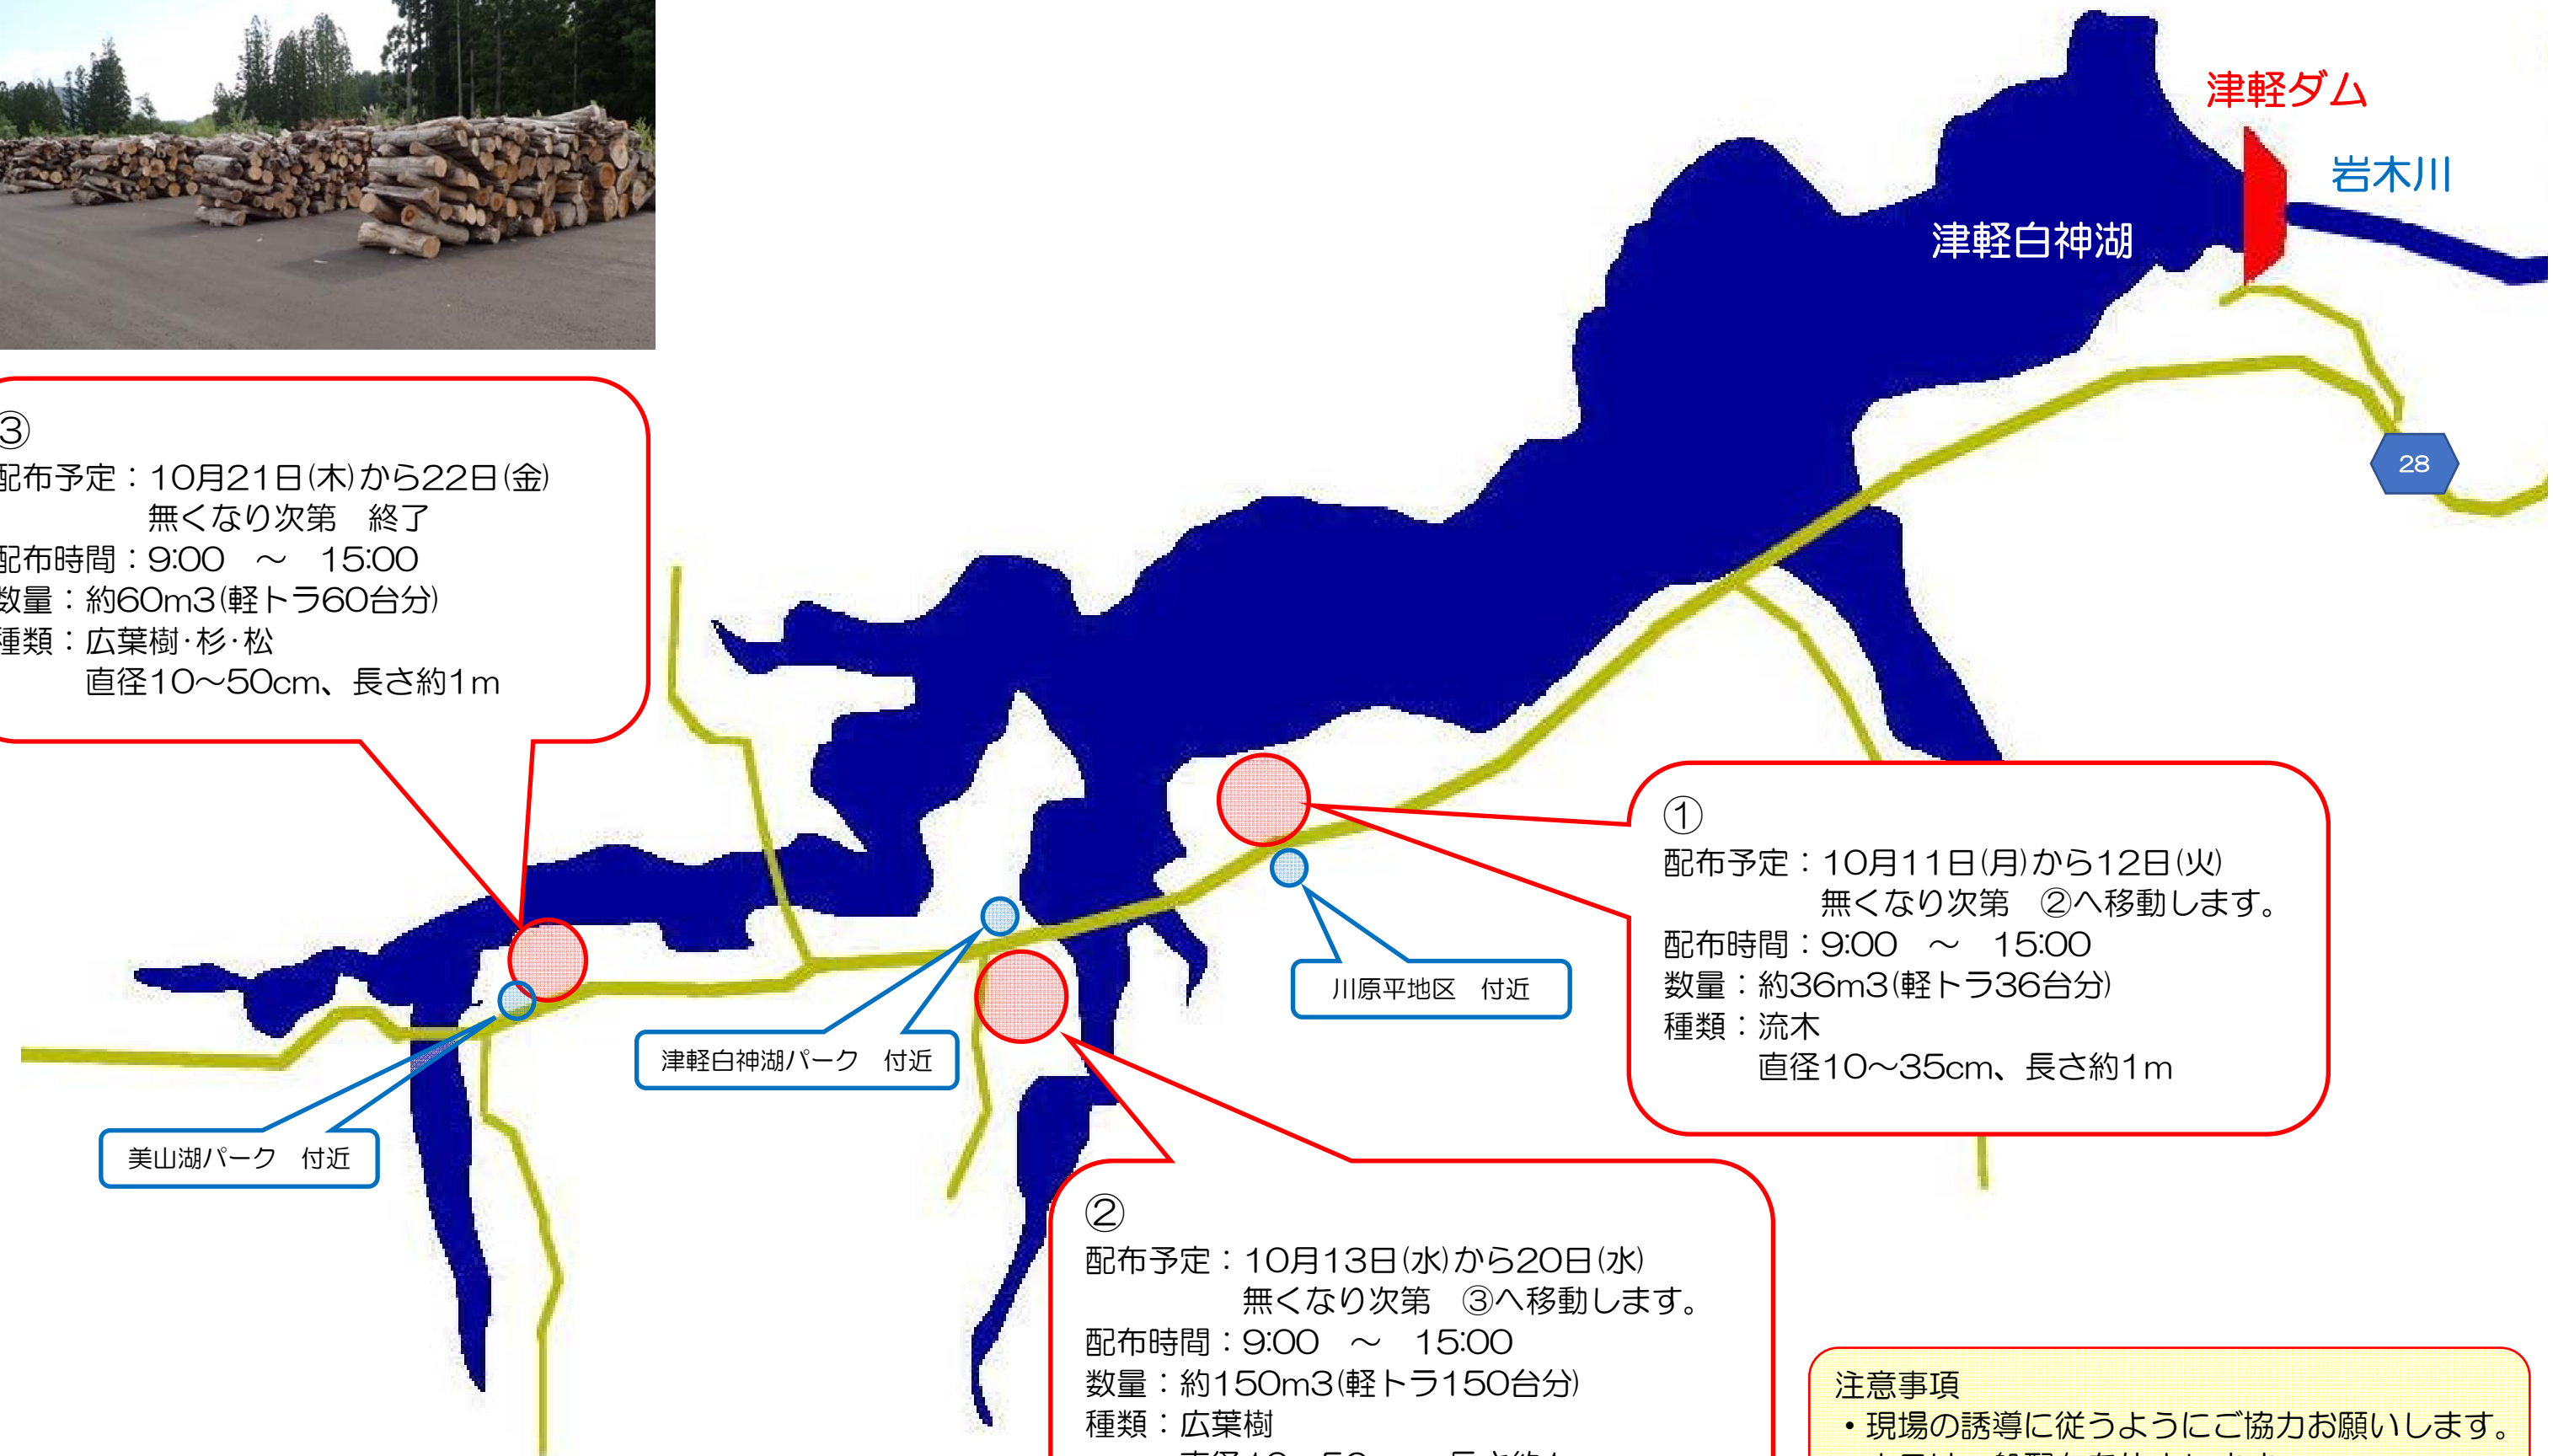 津軽ダム
岩木川
津軽白神湖
28
③
配布予定：10月21日(木)から22日(金)
無くなり次第　終了
配布時間：9:00　～　15:00
数量：約60m3(軽トラ60台分)
種類：広葉樹･杉･松
直径10～50cm、長さ約1m
①
配布予定：10月11日(月)から12日(火)
無くなり次第　②へ移動します。
配布時間：9:00　～　15:00
数量：約36m3(軽トラ36台分)
種類：流木
直径10～35cm、長さ約1m
川原平地区　付近
津軽白神湖パーク　付近
美山湖パーク　付近
②
配布予定：10月13日(水)から20日(水)
無くなり次第　③へ移動します。
配布時間：9:00　～　15:00
数量：約150m3(軽トラ150台分)
種類：広葉樹
注意事項
・現場の誘導に従うようにご協力お願いします。